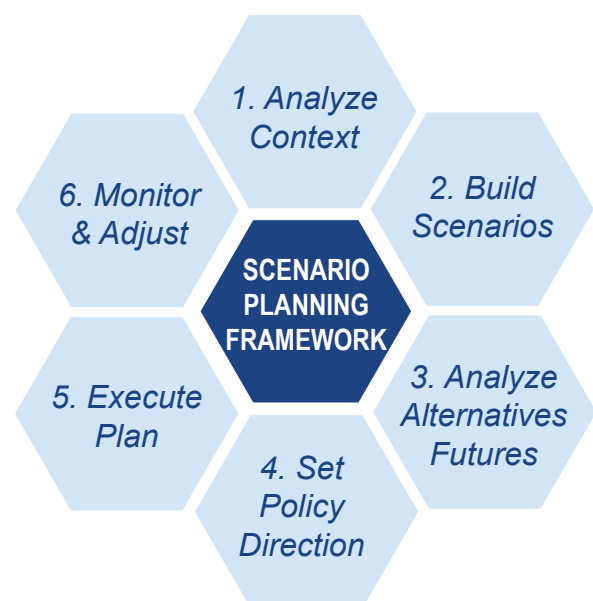 1. Analyze
Context
2. Build
Scenarios
3. Analyze
Alternatives
Futures
4. Set
Policy
Direction
5. Execute
Plan
6. Monitor
& Adjust
SCENARIO
PLANNING
FRAMEWORK